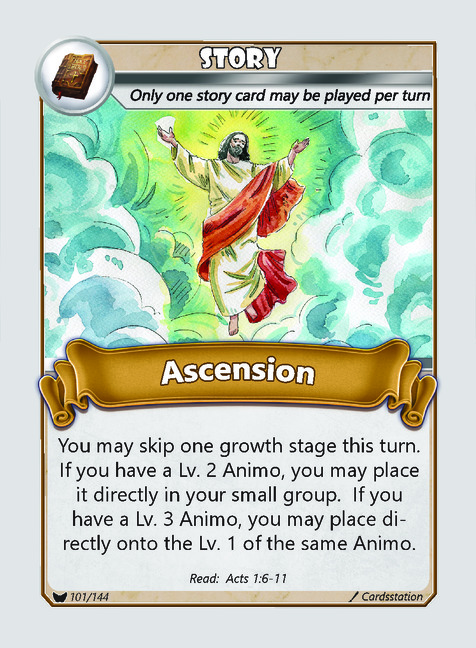 STORY
Only one story card may be played per turn
Ascension
You may skip one growth stage this turn.
If you have a Lv. 2 Animo, you may place
it directly in your small group.  If you
have a Lv. 3 Animo, you may place di-
rectly onto the Lv. 1 of the same Animo.
Read:  Acts 1:6-11
101/144
Cardsstation